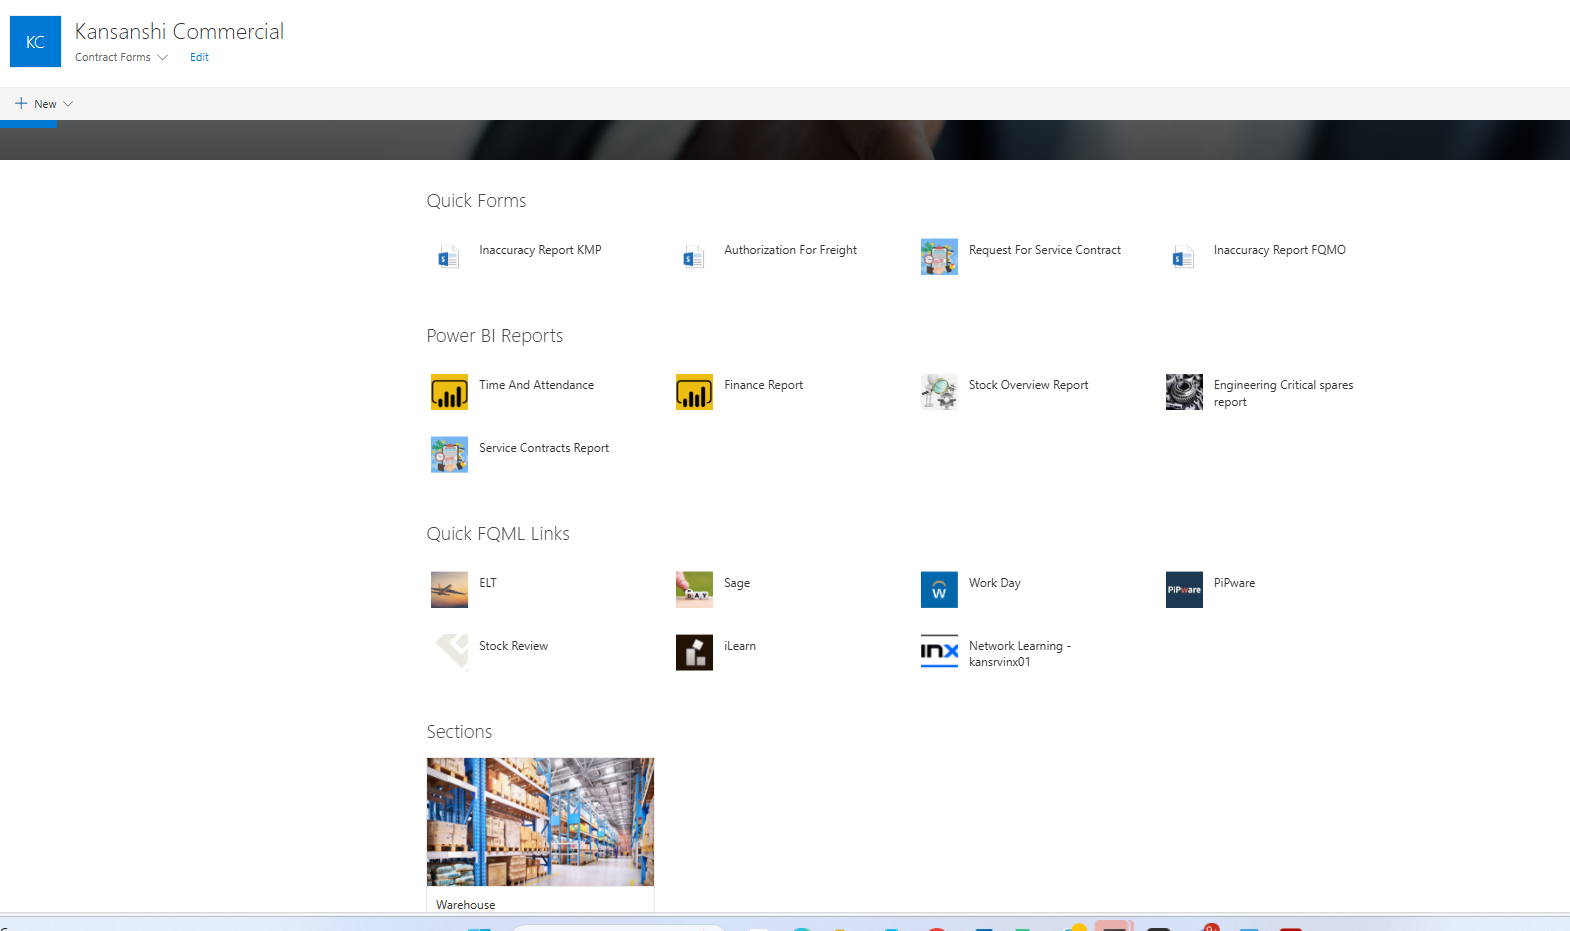 KC
Kansanshi Commercial
Contract Forms
Edit
New
Quick Forms
Inaccuracy Report KMP
Authorization For Freight
Request For Service Contract
Inaccuracy Report FQMO
Power BI Reports
Time And Attendance
Finance Report
Stock Overview Report
Engineering Critical spares
report
Service Contracts Report
Quick FQML Links
ELT
Sage
Work Day
PiPware
PiPware
Stock Review
iLearn
inx
Network Learning -
kansrvinx01
Sections
Warehouse